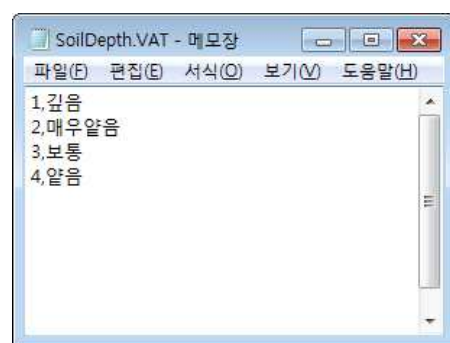 SoilDepth.VAT - 메모장
파일(F) 편집(E) 서식(O) 보기(V) 도움말(H)
1,깊음
2,매우얕음
3,보통
4,얕음